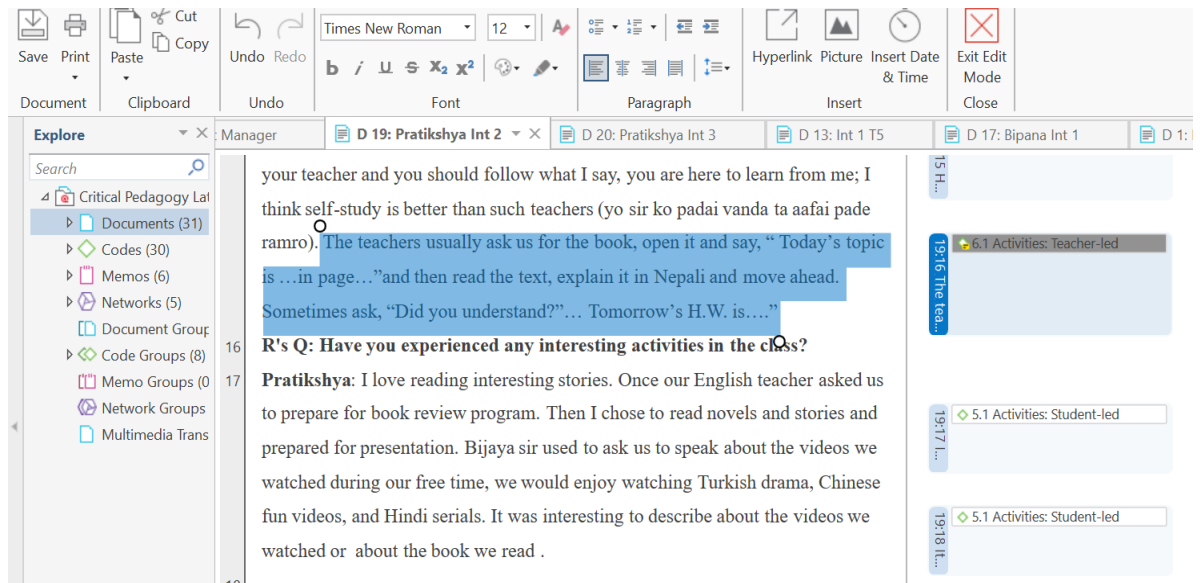 Save Print Paste Cut
Copy
Undo Redo
Times New Roman 12
b i U S X₂ X²
Hyperlink Picture Insert Date & Time
Exit Edit Mode
Document Clipboard Undo Font Paragraph Insert Close
Explore
Manager
D 19: Pratikshya Int 2
D 20: Pratikshya Int 3
D 13: Int 1 T5
D 17: Bipana Int 1
D 1:
Search
Critical Pedagogy Lat
Documents (31)
Codes (30)
Memos (6)
Networks (5)
Document Group
Code Groups (8)
Memo Groups (0
Network Groups
Multimedia Trans
your teacher and you should follow what I say, you are here to learn from me; I
think self-study is better than such teachers (yo sir ko padai vanda ta aafai pade
ramro). The teachers usually ask us for the book, open it and say, “ Today’s topic
is …in page…”and then read the text, explain it in Nepali and move ahead.
Sometimes ask, “Did you understand?”… Tomorrow’s H.W. is….”
16 R's Q: Have you experienced any interesting activities in the class?
17 Pratikshya: I love reading interesting stories. Once our English teacher asked us
to prepare for book review program. Then I chose to read novels and stories and
prepared for presentation. Bijaya sir used to ask us to speak about the videos we
watched during our free time, we would enjoy watching Turkish drama, Chinese
fun videos, and Hindi serials. It was interesting to describe about the videos we
watched or about the book we read .
15 H…
19:16 The tea…
6.1 Activities: Teacher-led
19:17 I…
5.1 Activities: Student-led
19:18 It…
5.1 Activities: Student-led